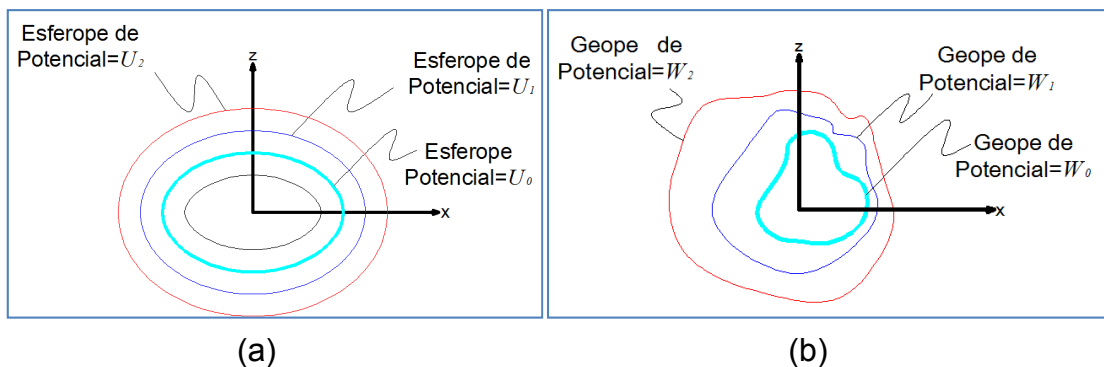 Esferope de
Potencial=U₂
z
Esferope de
Potencial=U₁
Esferope
Potencial=U₀
x
(a)
Geope de
Potencial=W₂
z
Geope de
Potencial=W₁
Geope de
Potencial=W₀
x
(b)